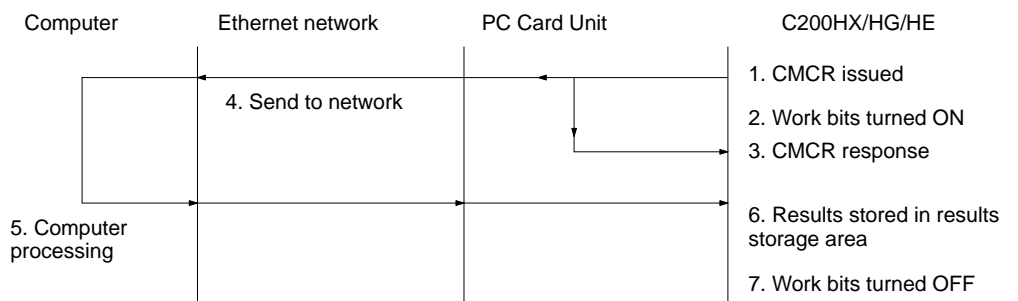 Computer
Ethernet network
PC Card Unit
C200HX/HG/HE
1. CMCR issued
4. Send to network
2. Work bits turned ON
3. CMCR response
5. Computer
processing
6. Results stored in results
storage area
7. Work bits turned OFF